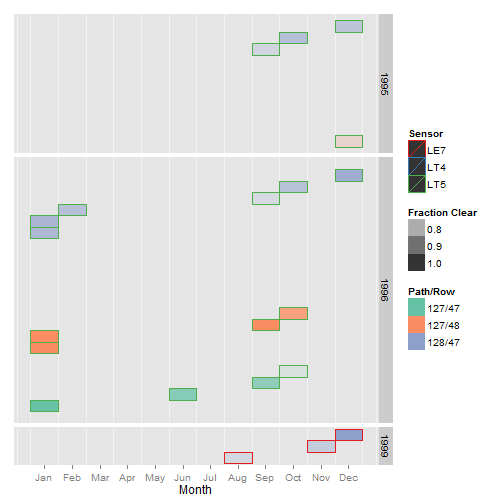 1995
1996
1999
Jan Feb Mar Apr May Jun Jul Aug Sep Oct Nov Dec
Month
Sensor
LE7
LT4
LT5
Fraction Clear
0.8
0.9
1.0
Path/Row
127/47
127/48
128/47